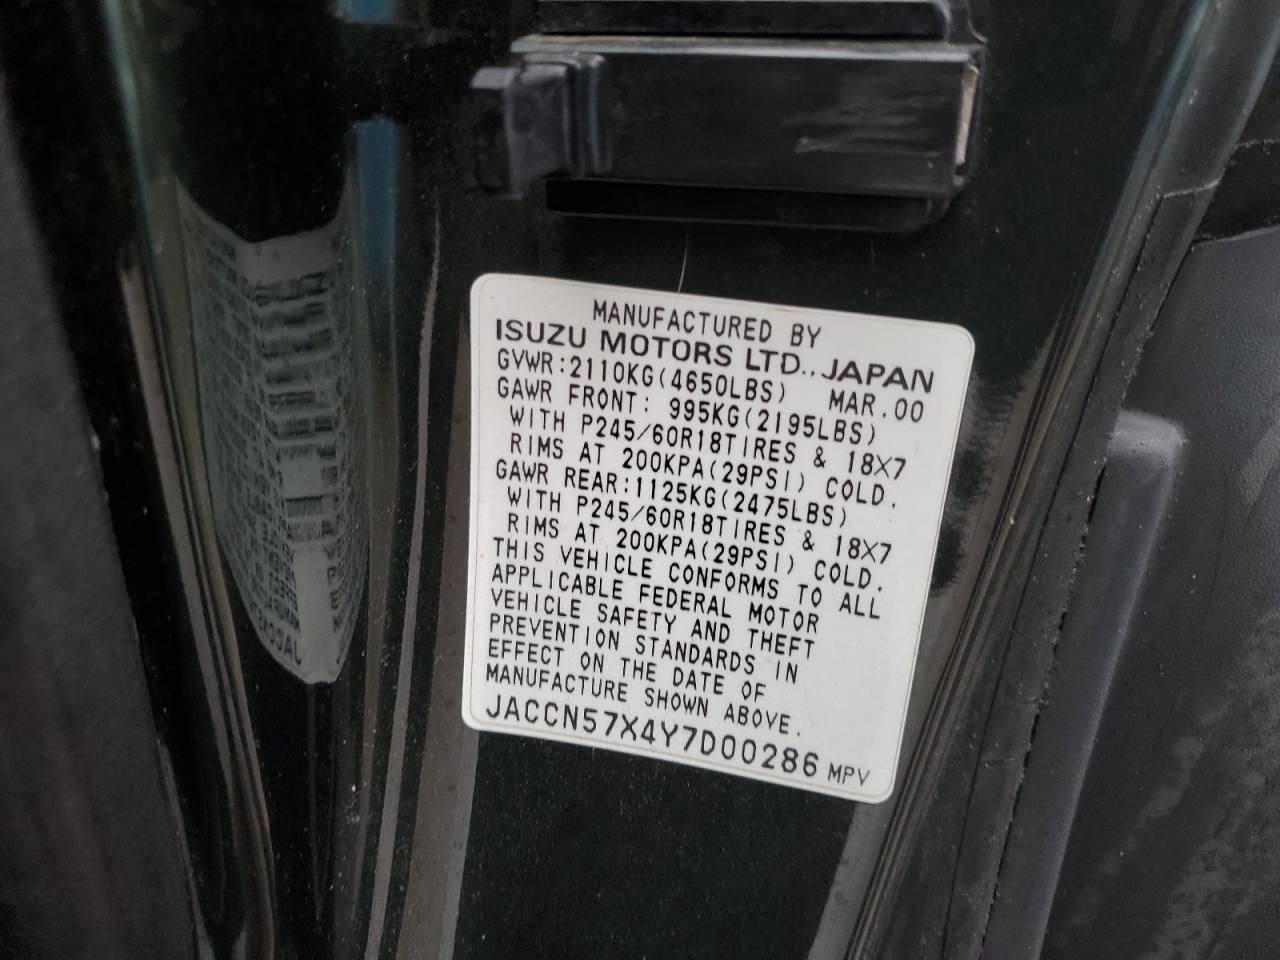 MANUFACTURED BY
ISUZU MOTORS LTD., JAPAN
GVWR:2110KG(4650LBS) MAR.00
GAWR FRONT: 995KG(2195LBS)
WITH P245/60R18TIRES & 18X7
RIMS AT 200KPA(29PSI) COLD.
GAWR REAR:1125KG(2475LBS)
WITH P245/60R18TIRES & 18X7
RIMS AT 200KPA(29PSI) COLD.
THIS VEHICLE CONFORMS TO ALL
APPLICABLE FEDERAL MOTOR
VEHICLE SAFETY AND THEFT
PREVENTION STANDARDS IN
EFFECT ON THE DATE OF
MANUFACTURE SHOWN ABOVE.
JACCN57X4Y7D00286 MPV